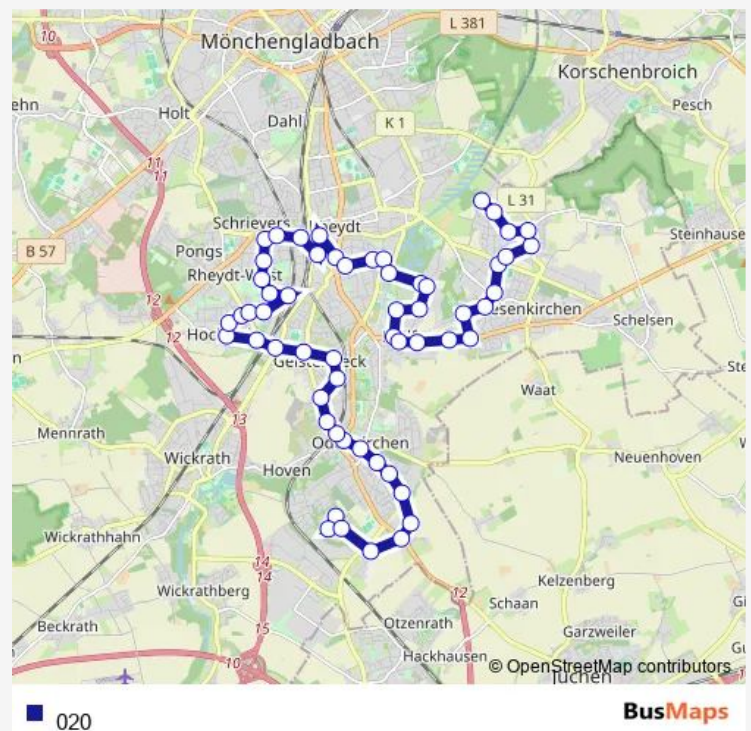 L 381
10
Mönchengladbach
Korschenbroich
Pesch
Holt
Dahl
K 1
11
11
L 31
Schrievers
Rheydt
Steinhause
B 57
Pongs
Rheydt-West
12
12
Schelsen
Waat
13
Mennrath
Wickrath
Hoven
Neuenhoven
Wickrathhahn
14
14
Wickrathberg
Kelzenberg
12
Schaan
Beckrath
15
Otzenrath
Garzweiler
10
Hackhausen
© OpenStreetMap contributors
Jüchen
020
BusMaps